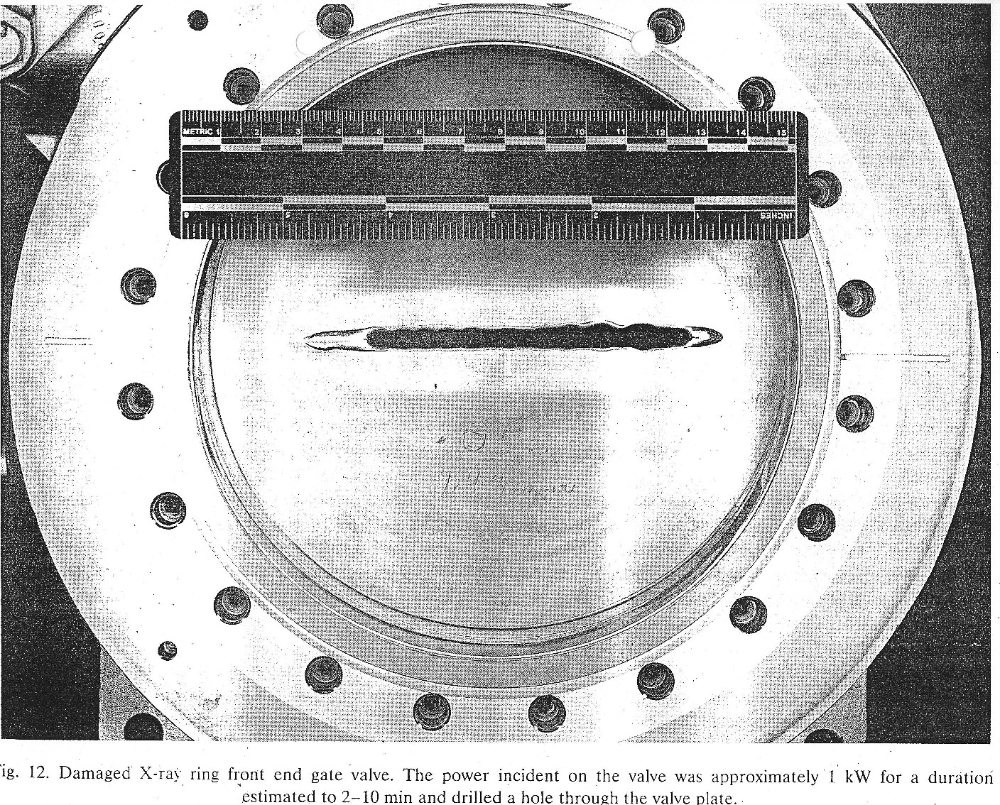 METRIC 1 2 3 4 5 6 7 8 9 10 11 12 13 14 15
6 5 4 3 2 1 INCHES
ig. 12. Damaged X-ray ring front end gate valve. The power incident on the valve was approximately 1 kW for a duration
estimated to 2–10 min and drilled a hole through the valve plate.